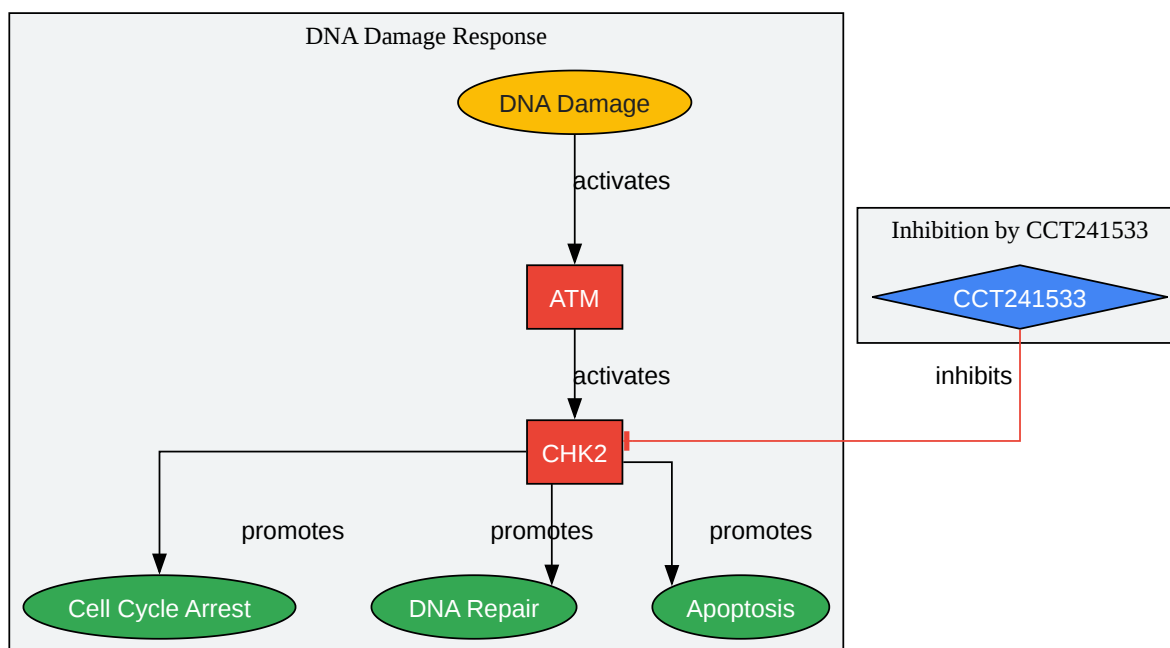 DNA Damage Response
DNA Damage
activates
Inhibition by CCT241533
ATM
CCT241533
activates
inhibits
CHK2
promotes
promotes
promotes
Cell Cycle Arrest
DNA Repair
Apoptosis